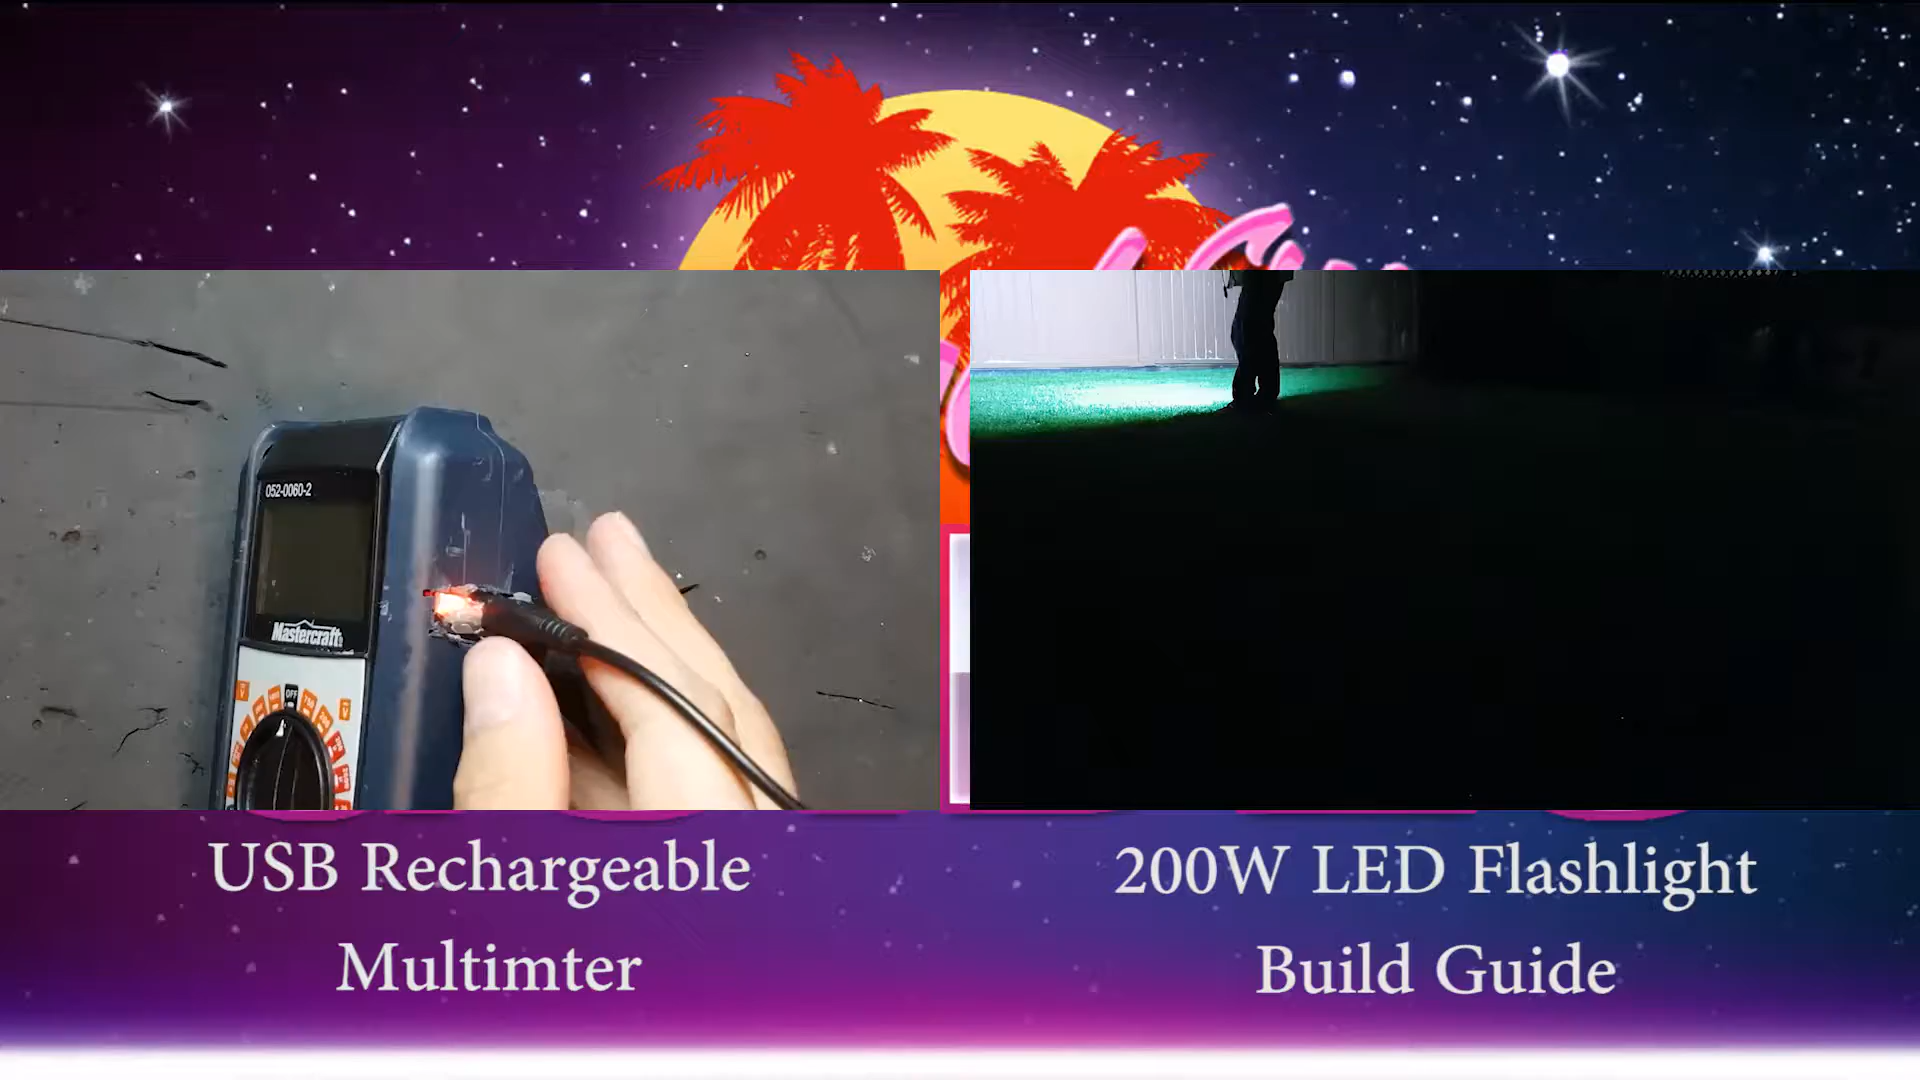 052-0060-2
Mastercraft
OFF
USB Rechargeable
Multimter
200W LED Flashlight
Build Guide